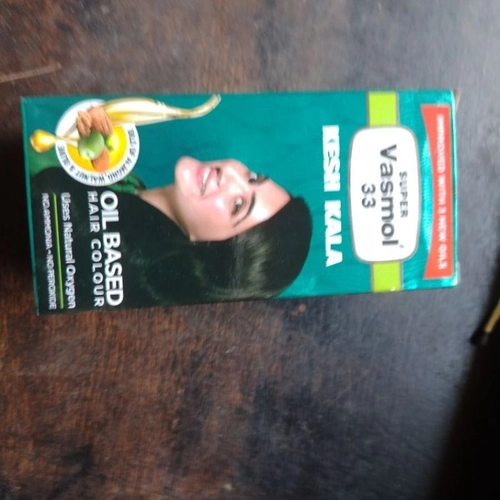 IMPROVED WITH 3 NEW OILS
SUPER
Vasmol
33
KESH KALA
OIL BASED
HAIR COLOUR
Uses Natural Oxygen
NO AMMONIA • NO PEROXIDE